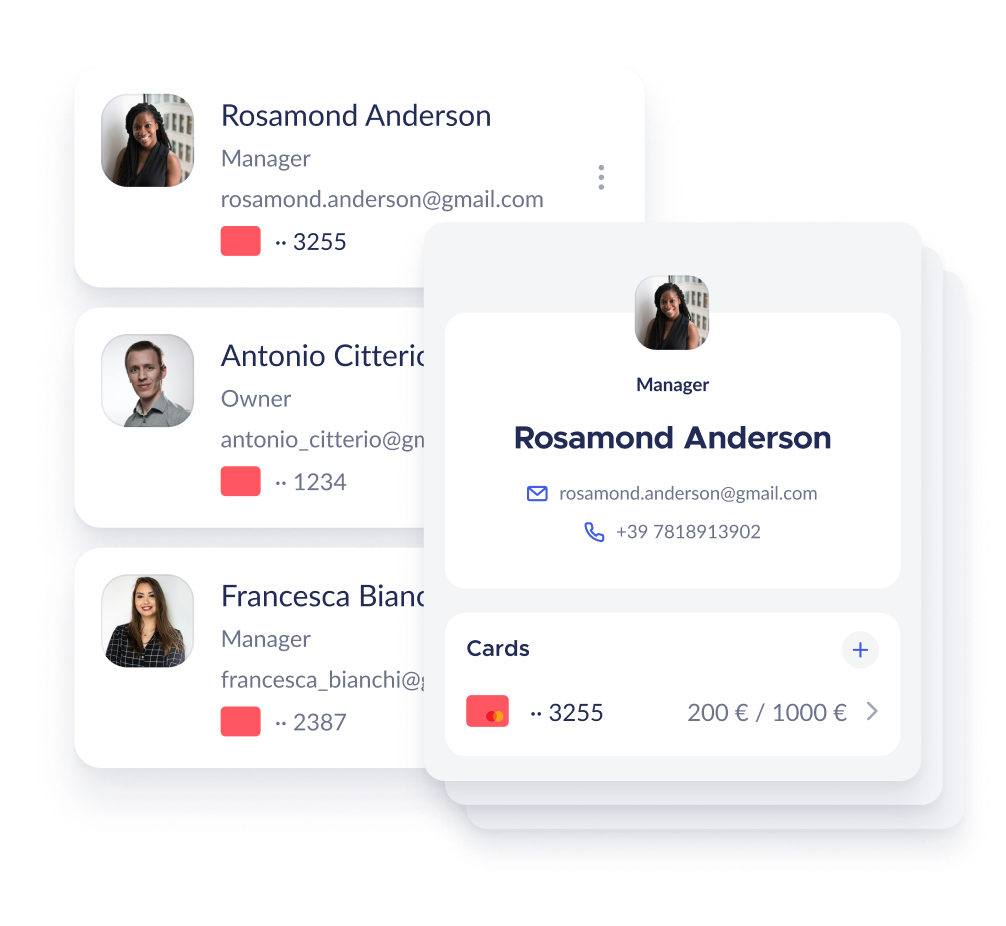 Rosamond Anderson
Manager
rosamond.anderson@gmail.com
·· 3255
Antonio Citterio
Owner
antonio_citterio@gm
·· 1234
Francesca Bianc
Manager
francesca_bianchi@g
·· 2387
Manager
Rosamond Anderson
rosamond.anderson@gmail.com
+39 7818913902
Cards
+
·· 3255
200 € / 1000 €